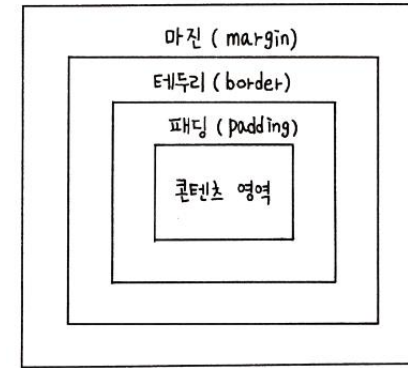 마진 ( margin)
테두리 ( border)
패딩 ( padding)
콘텐츠 영역